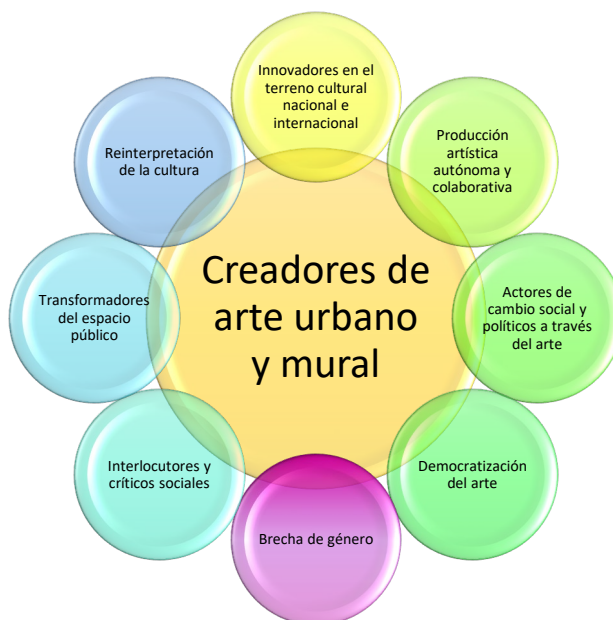 Innovadores en el
terreno cultural
nacional e
internacional
Producción
artística
autónoma y
colaborativa
Actores de
cambio social y
políticos a través
del arte
Democratización
del arte
Brecha de género
Interlocutores y
críticos sociales
Transformadores
del espacio
público
Reinterpretación
de la cultura
Creadores de
arte urbano
y mural